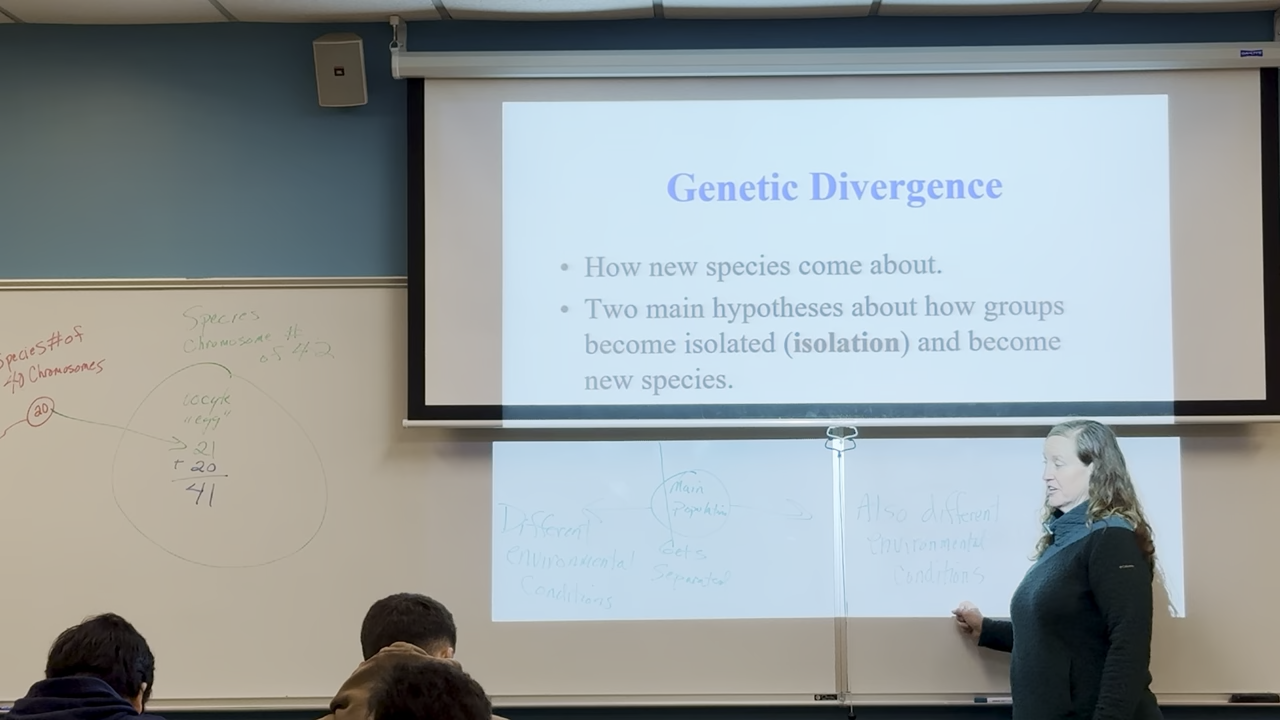 Genetic Divergence
• How new species come about.
• Two main hypotheses about how groups
become isolated (isolation) and become
new species.
Species # of
40 Chromosomes
20
Species
Chromosome #
of 42
"egg"
21
+ 20
41
Main
Population
Gets
Separated
Different
environmental
Conditions
Also different
environmental
Conditions